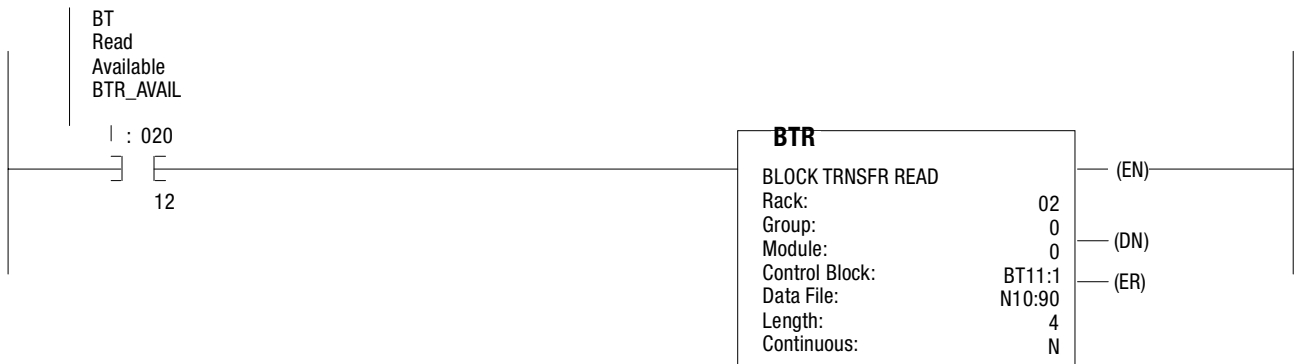 BT
Read
Available
BTR_AVAIL
I : 020
12
BTR
BLOCK TRNSFR READ
Rack: 02
Group: 0
Module: 0
Control Block: BT11:1
Data File: N10:90
Length: 4
Continuous: N
(EN)
(DN)
(ER)